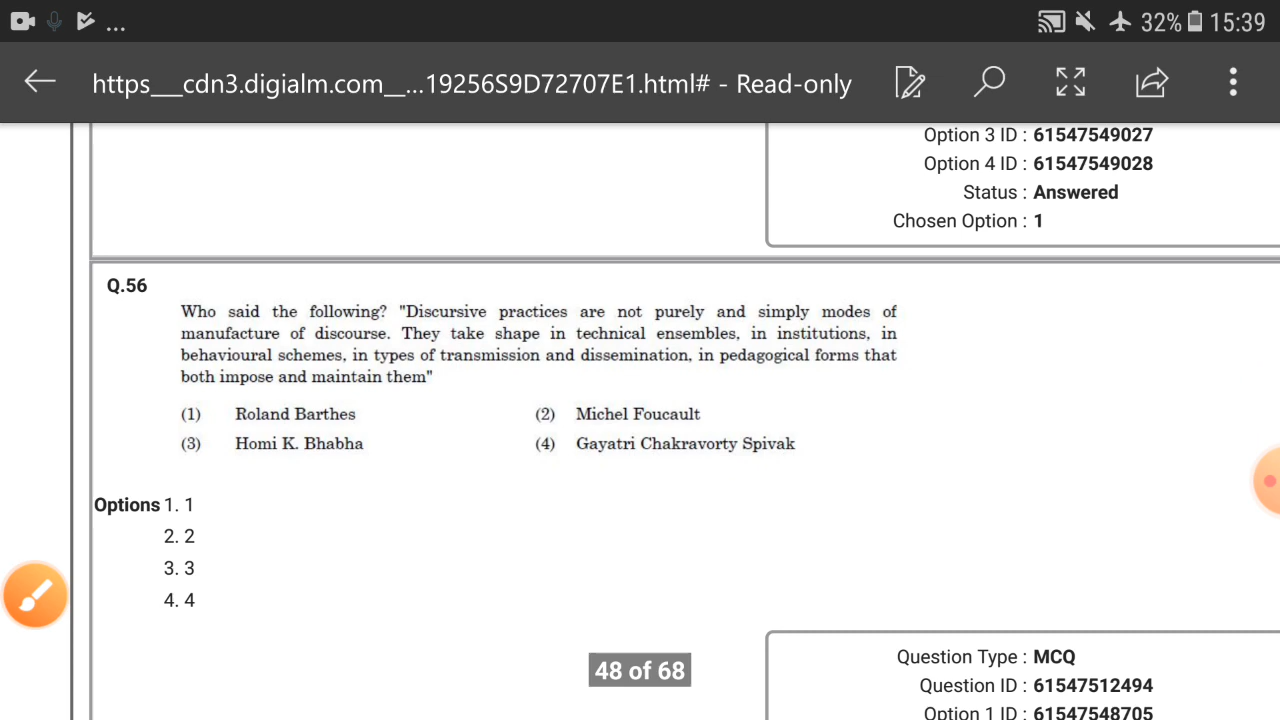 ...
32% 15:39
https___cdn3.digialm.com__...19256S9D72707E1.html# - Read-only
Option 3 ID : 61547549027
Option 4 ID : 61547549028
Status : Answered
Chosen Option : 1
Q.56
Who said the following? "Discursive practices are not purely and simply modes of
manufacture of discourse. They take shape in technical ensembles, in institutions, in
behavioural schemes, in types of transmission and dissemination, in pedagogical forms that
both impose and maintain them"
(1) Roland Barthes (2) Michel Foucault
(3) Homi K. Bhabha (4) Gayatri Chakravorty Spivak
Options 1. 1
2. 2
3. 3
4. 4
48 of 68
Question Type : MCQ
Question ID : 61547512494
Option 1 ID : 61547548705